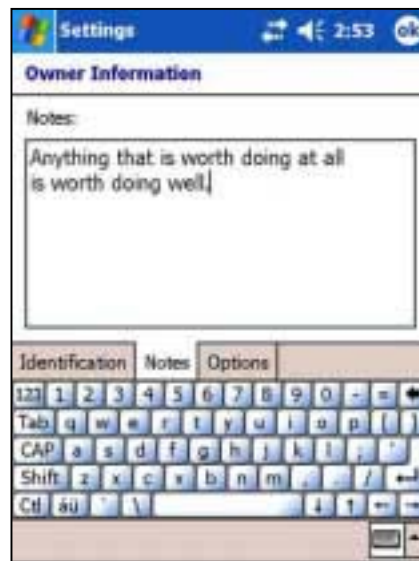 Settings 2:53 ok
Owner Information
Notes:
Anything that is worth doing at all
is worth doing well.
Identification Notes Options
123 1 2 3 4 5 6 7 8 9 0 - =
Tab q w e r t y u i o p [ ]
CAP a s d f g h j k l ; '
Shift z x c v b n m , . /
Ctl áü ` \